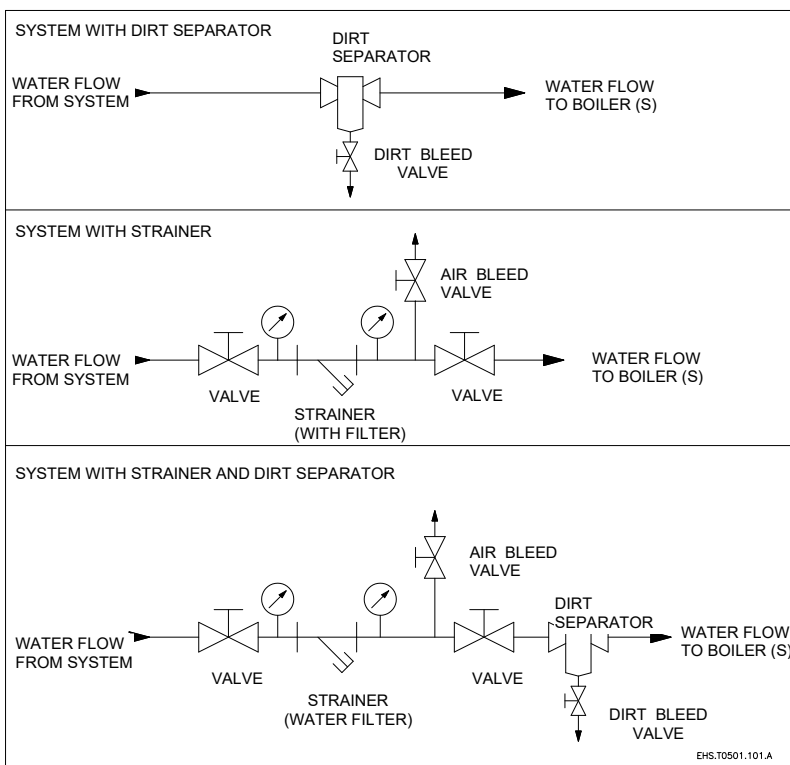 SYSTEM WITH DIRT SEPARATOR
DIRT
SEPARATOR
WATER FLOW
FROM SYSTEM
WATER FLOW
TO BOILER (S)
DIRT BLEED
VALVE
SYSTEM WITH STRAINER
AIR BLEED
VALVE
WATER FLOW
FROM SYSTEM
VALVE
STRAINER
(WITH FILTER)
VALVE
WATER FLOW
TO BOILER (S)
SYSTEM WITH STRAINER AND DIRT SEPARATOR
AIR BLEED
VALVE
DIRT
SEPARATOR
WATER FLOW
FROM SYSTEM
VALVE
STRAINER
(WATER FILTER)
VALVE
WATER FLOW
TO BOILER (S)
DIRT BLEED
VALVE
EHS.T0501.101.A